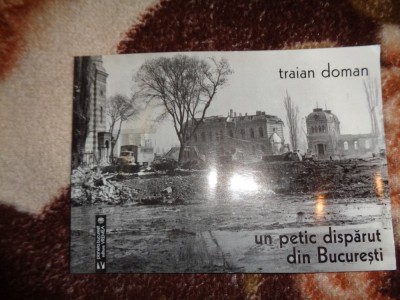 traian doman
un petic dispărut
din București